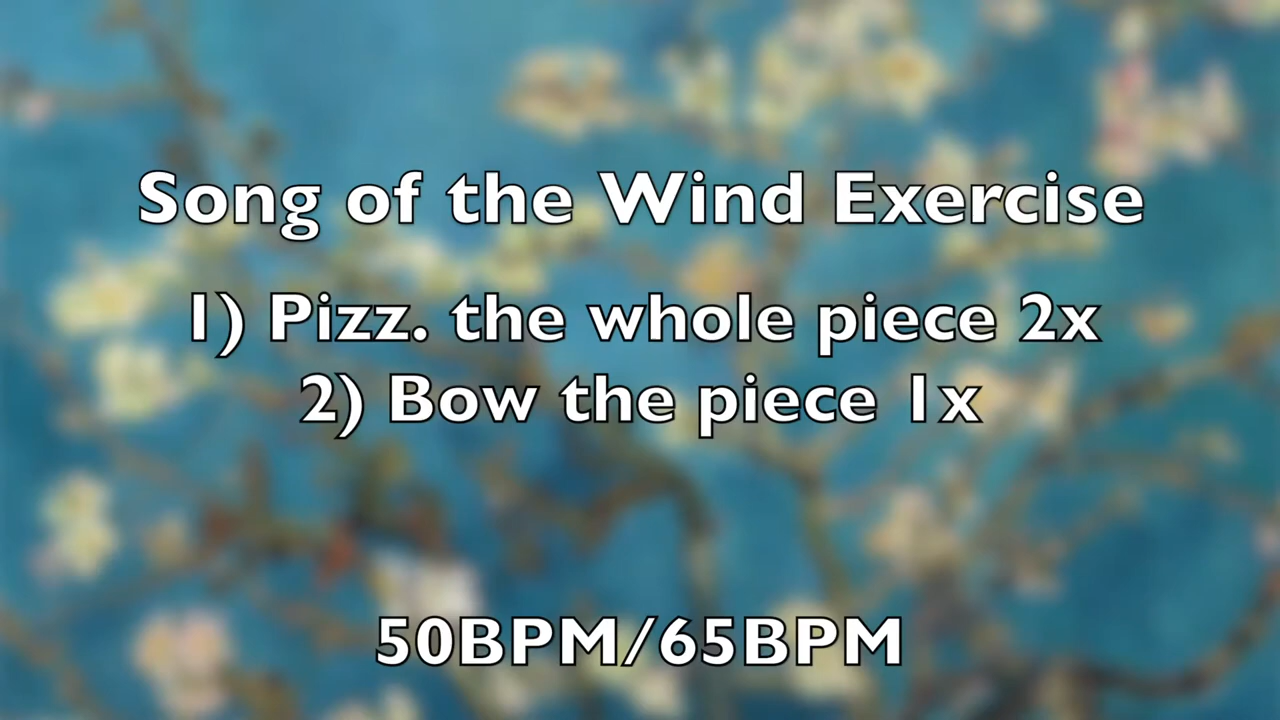 Song of the Wind Exercise
1) Pizz. the whole piece 2x
2) Bow the piece 1x
50BPM/65BPM